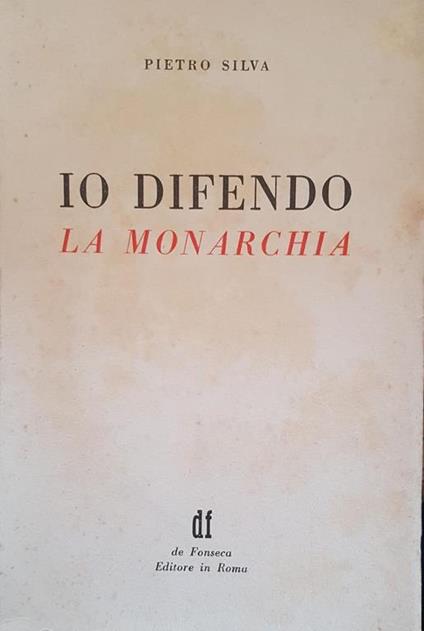 PIETRO SILVA
IO DIFENDO
LA MONARCHIA
df
de Fonseca
Editore in Roma